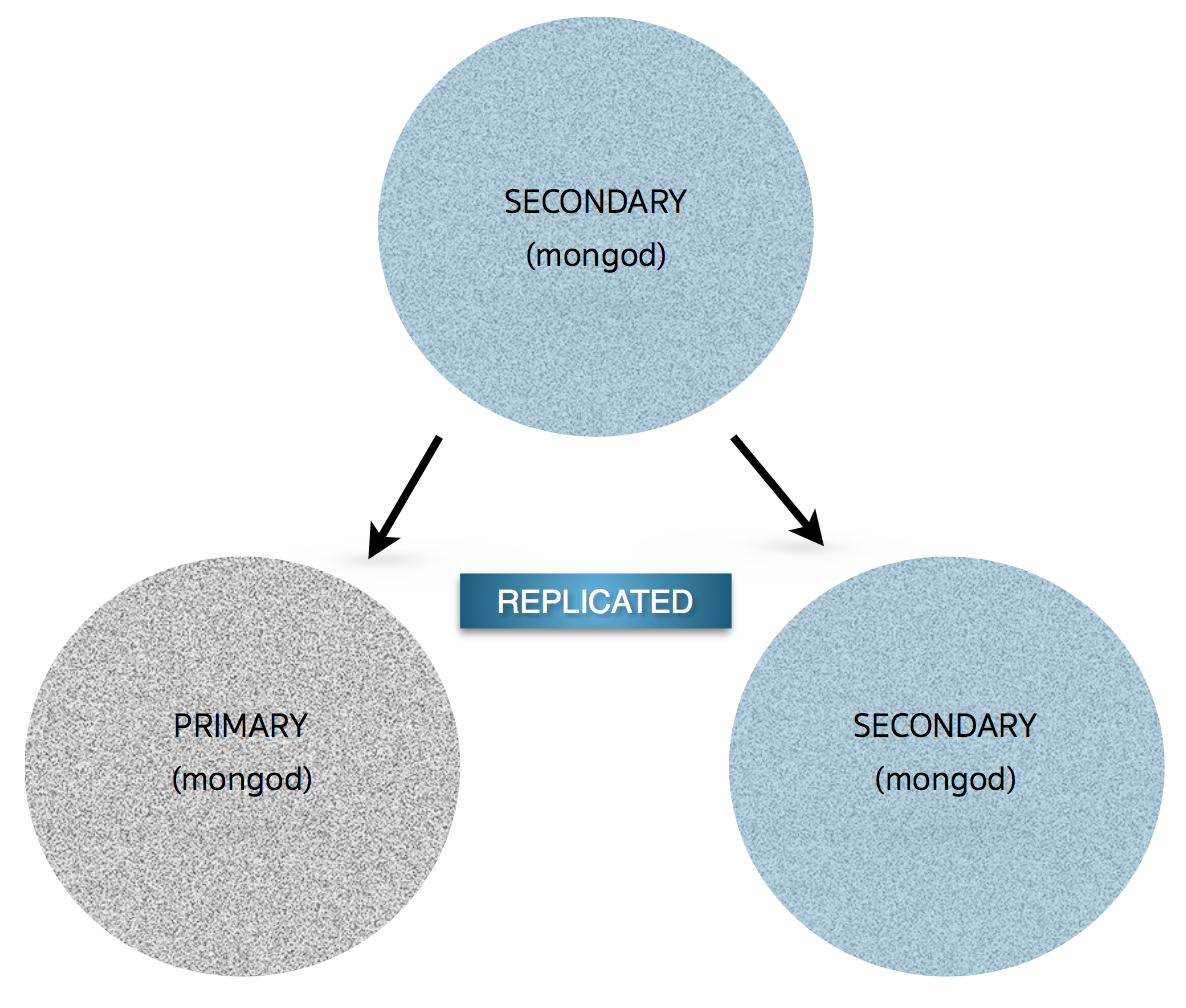 SECONDARY
(mongod)
REPLICATED
PRIMARY
(mongod)
SECONDARY
(mongod)